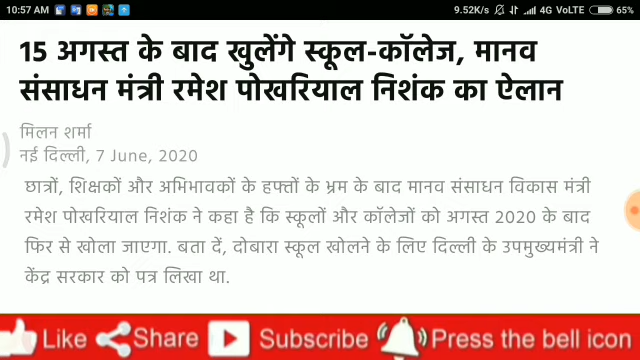 10:57 AM 9.52K/s 4G VoLTE 65%
15 अगस्त के बाद खुलेंगे स्कूल-कॉलेज, मानव
संसाधन मंत्री रमेश पोखरियाल निशंक का ऐलान
मिलन शर्मा
नई दिल्ली, 7 June, 2020
छात्रों, शिक्षकों और अभिभावकों के हफ्तों के भ्रम के बाद मानव संसाधन विकास मंत्री
रमेश पोखरियाल निशंक ने कहा है कि स्कूलों और कॉलेजों को अगस्त 2020 के बाद
फिर से खोला जाएगा. बता दें, दोबारा स्कूल खोलने के लिए दिल्ली के उपमुख्यमंत्री ने
केंद्र सरकार को पत्र लिखा था.
Like Share Subscribe Press the bell icon